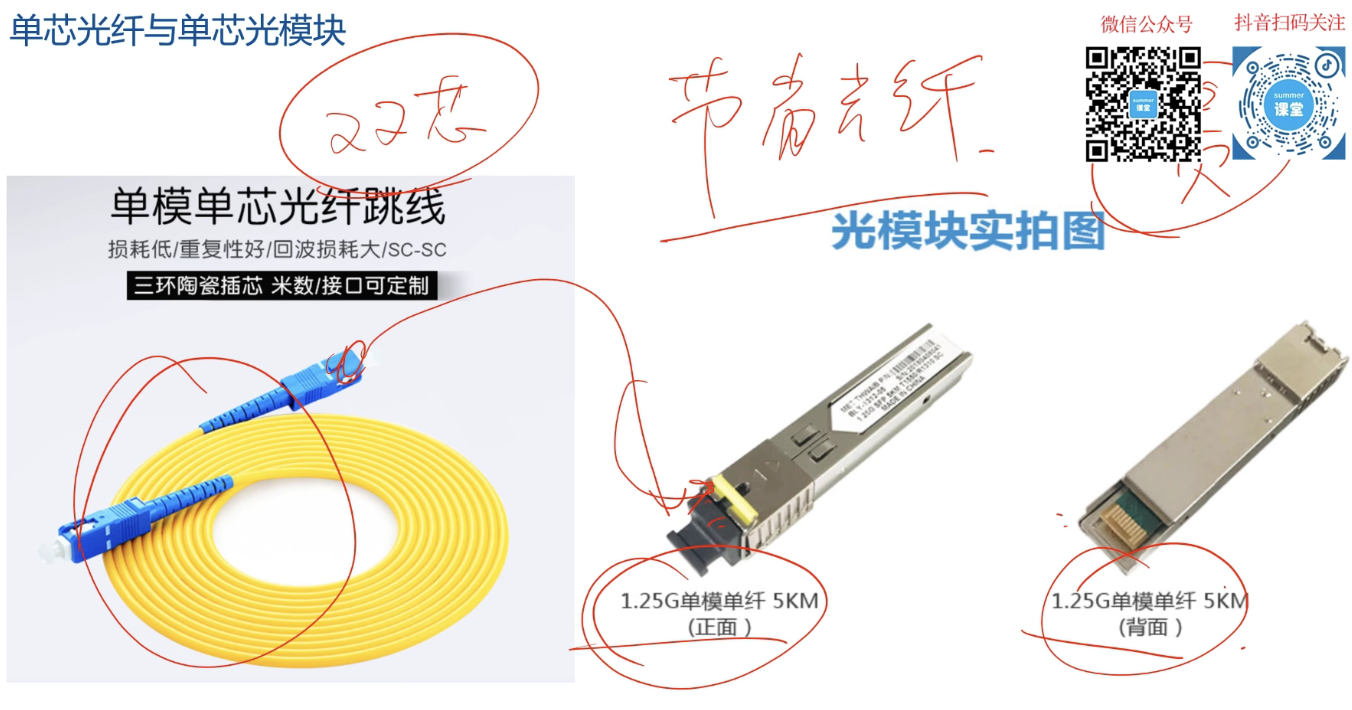 单芯光纤与单芯光模块
微信公众号
抖音扫码关注
summer
课堂
summer
课堂
节省光纤
单模单芯光纤跳线
损耗低/重复性好/回波损耗大/SC-SC
三环陶瓷插芯 米数/接口可定制
光模块实拍图
MADE IN CHINA
1.25G单模单纤 5KM
(正面)
1.25G单模单纤 5KM
(背面)